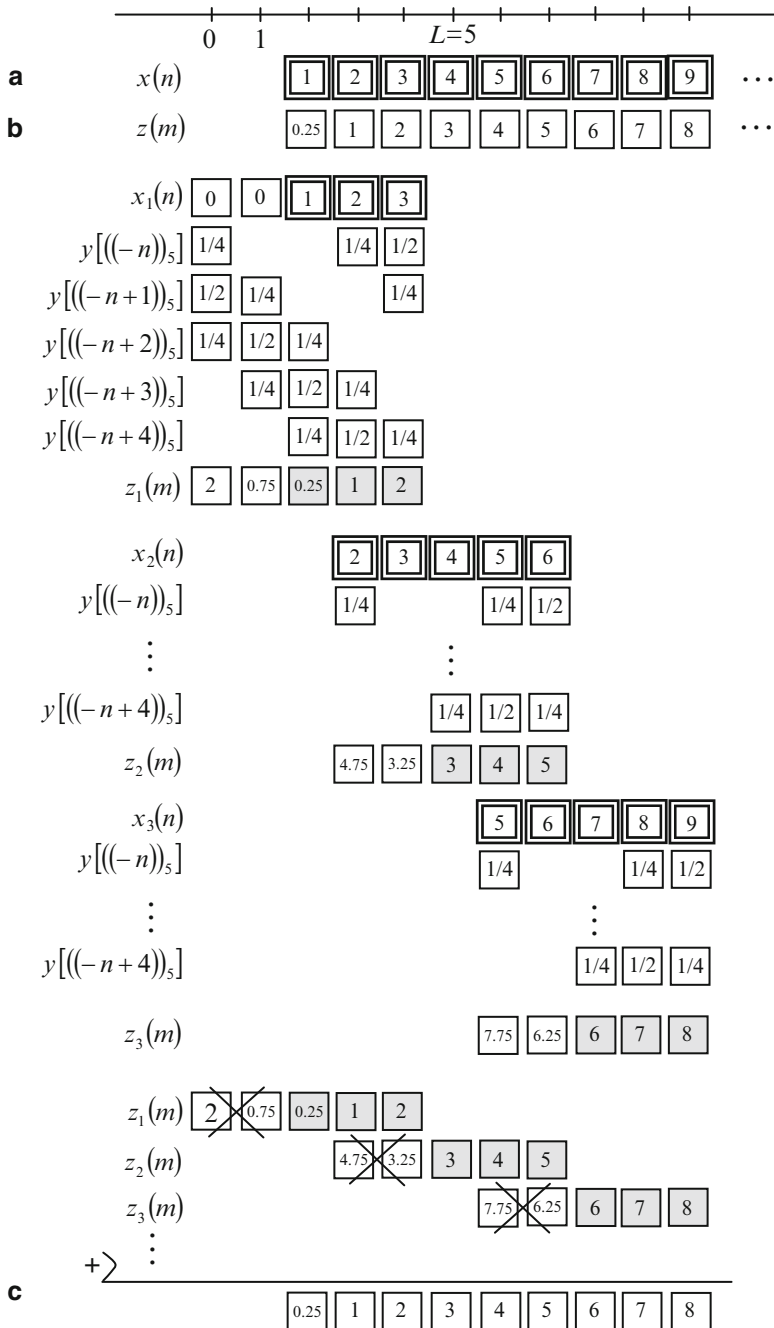 0 1 L=5
a x(n) 1 2 3 4 5 6 7 8 9 ...
b z(m) 0.25 1 2 3 4 5 6 7 8 ...
x₁(n) 0 0 1 2 3
y[((−n))₅] 1/4 1/4 1/2
y[((−n+1))₅] 1/2 1/4 1/4
y[((−n+2))₅] 1/4 1/2 1/4
y[((−n+3))₅] 1/4 1/2 1/4
y[((−n+4))₅] 1/4 1/2 1/4
z₁(m) 2 0.75 0.25 1 2
x₂(n) 2 3 4 5 6
y[((−n))₅] 1/4 1/4 1/2
⋮ ⋮
y[((−n+4))₅] 1/4 1/2 1/4
z₂(m) 4.75 3.25 3 4 5
x₃(n) 5 6 7 8 9
y[((−n))₅] 1/4 1/4 1/2
⋮ ⋮
y[((−n+4))₅] 1/4 1/2 1/4
z₃(m) 7.75 6.25 6 7 8
z₁(m) 2 0.75 0.25 1 2
z₂(m) 4.75 3.25 3 4 5
z₃(m) 7.75 6.25 6 7 8
⋮
+
c 0.25 1 2 3 4 5 6 7 8